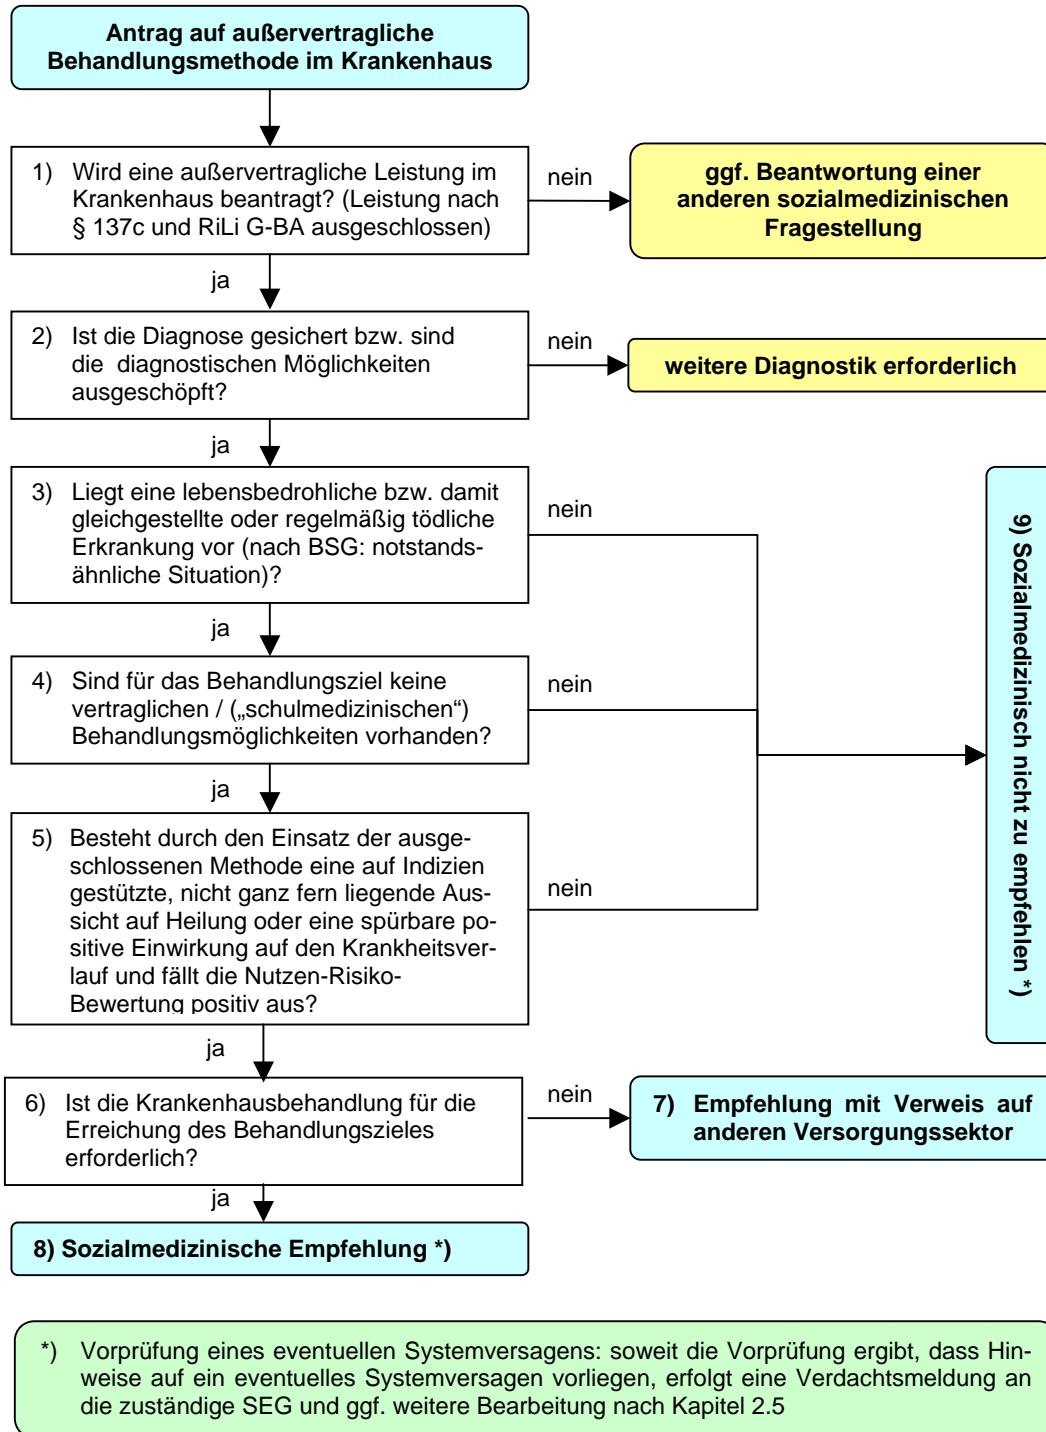 Antrag auf außervertragliche
Behandlungsmethode im Krankenhaus
1) Wird eine außervertragliche Leistung im
Krankenhaus beantragt? (Leistung nach
§ 137c und RiLi G-BA ausgeschlossen)
nein
ggf. Beantwortung einer
anderen sozialmedizinischen
Fragestellung
ja
2) Ist die Diagnose gesichert bzw. sind
die diagnostischen Möglichkeiten
ausgeschöpft?
nein
weitere Diagnostik erforderlich
ja
3) Liegt eine lebensbedrohliche bzw. damit
gleichgestellte oder regelmäßig tödliche
Erkrankung vor (nach BSG: notstands-
ähnliche Situation)?
nein
ja
4) Sind für das Behandlungsziel keine
vertraglichen / („schulmedizinischen“)
Behandlungsmöglichkeiten vorhanden?
nein
9) Sozialmedizinisch nicht zu empfehlen *)
ja
5) Besteht durch den Einsatz der ausge-
schlossenen Methode eine auf Indizien
gestützte, nicht ganz fern liegende Aus-
sicht auf Heilung oder eine spürbare po-
sitive Einwirkung auf den Krankheitsver-
lauf und fällt die Nutzen-Risiko-
Bewertung positiv aus?
nein
ja
6) Ist die Krankenhausbehandlung für die
Erreichung des Behandlungszieles
erforderlich?
nein
7) Empfehlung mit Verweis auf
anderen Versorgungssektor
ja
8) Sozialmedizinische Empfehlung *)
*) Vorprüfung eines eventuellen Systemversagens: soweit die Vorprüfung ergibt, dass Hin-
weise auf ein eventuelles Systemversagen vorliegen, erfolgt eine Verdachtsmeldung an
die zuständige SEG und ggf. weitere Bearbeitung nach Kapitel 2.5